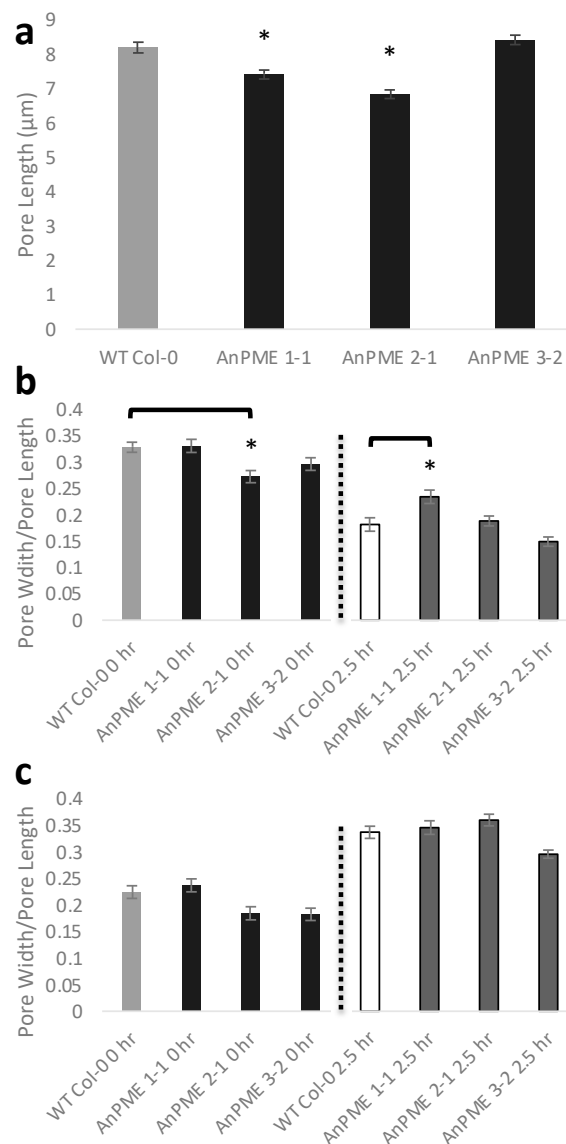 a
9
8
7
6
5
4
3
2
1
0
Pore Length (μm)
*
*
WT Col-0
AnPME 1-1
AnPME 2-1
AnPME 3-2
b
0.4
0.35
0.3
0.25
0.2
0.15
0.1
0.05
0
Pore Wdith/Pore Length
*
*
WT Col-0 0 hr
AnPME 1-1 0 hr
AnPME 2-1 0 hr
AnPME 3-2 0 hr
WT Col-0 2.5 hr
AnPME 1-1 2.5 hr
AnPME 2-1 2.5 hr
AnPME 3-2 2.5 hr
c
0.4
0.35
0.3
0.25
0.2
0.15
0.1
0.05
0
Pore Width/Pore Length
WT Col-0 0 hr
AnPME 1-1 0 hr
AnPME 2-1 0 hr
AnPME 3-2 0 hr
WT Col-0 2.5 hr
AnPME 1-1 2.5 hr
AnPME 2-1 2.5 hr
AnPME 3-2 2.5 hr